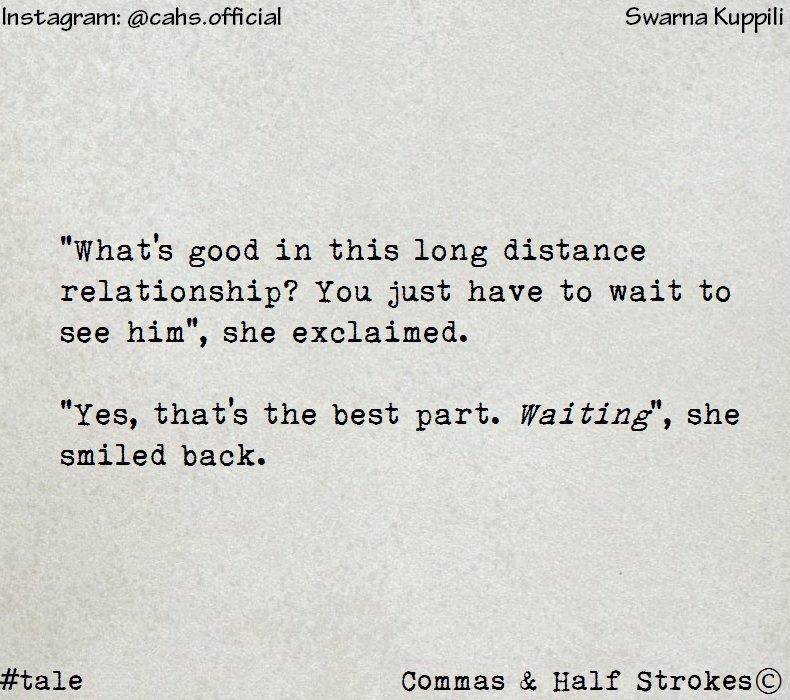 Instagram: @cahs.official
Swarna Kuppili
"What's good in this long distance
relationship? You just have to wait to
see him", she exclaimed.
"Yes, that's the best part. Waiting", she
smiled back.
#tale
Commas & Half Strokes©